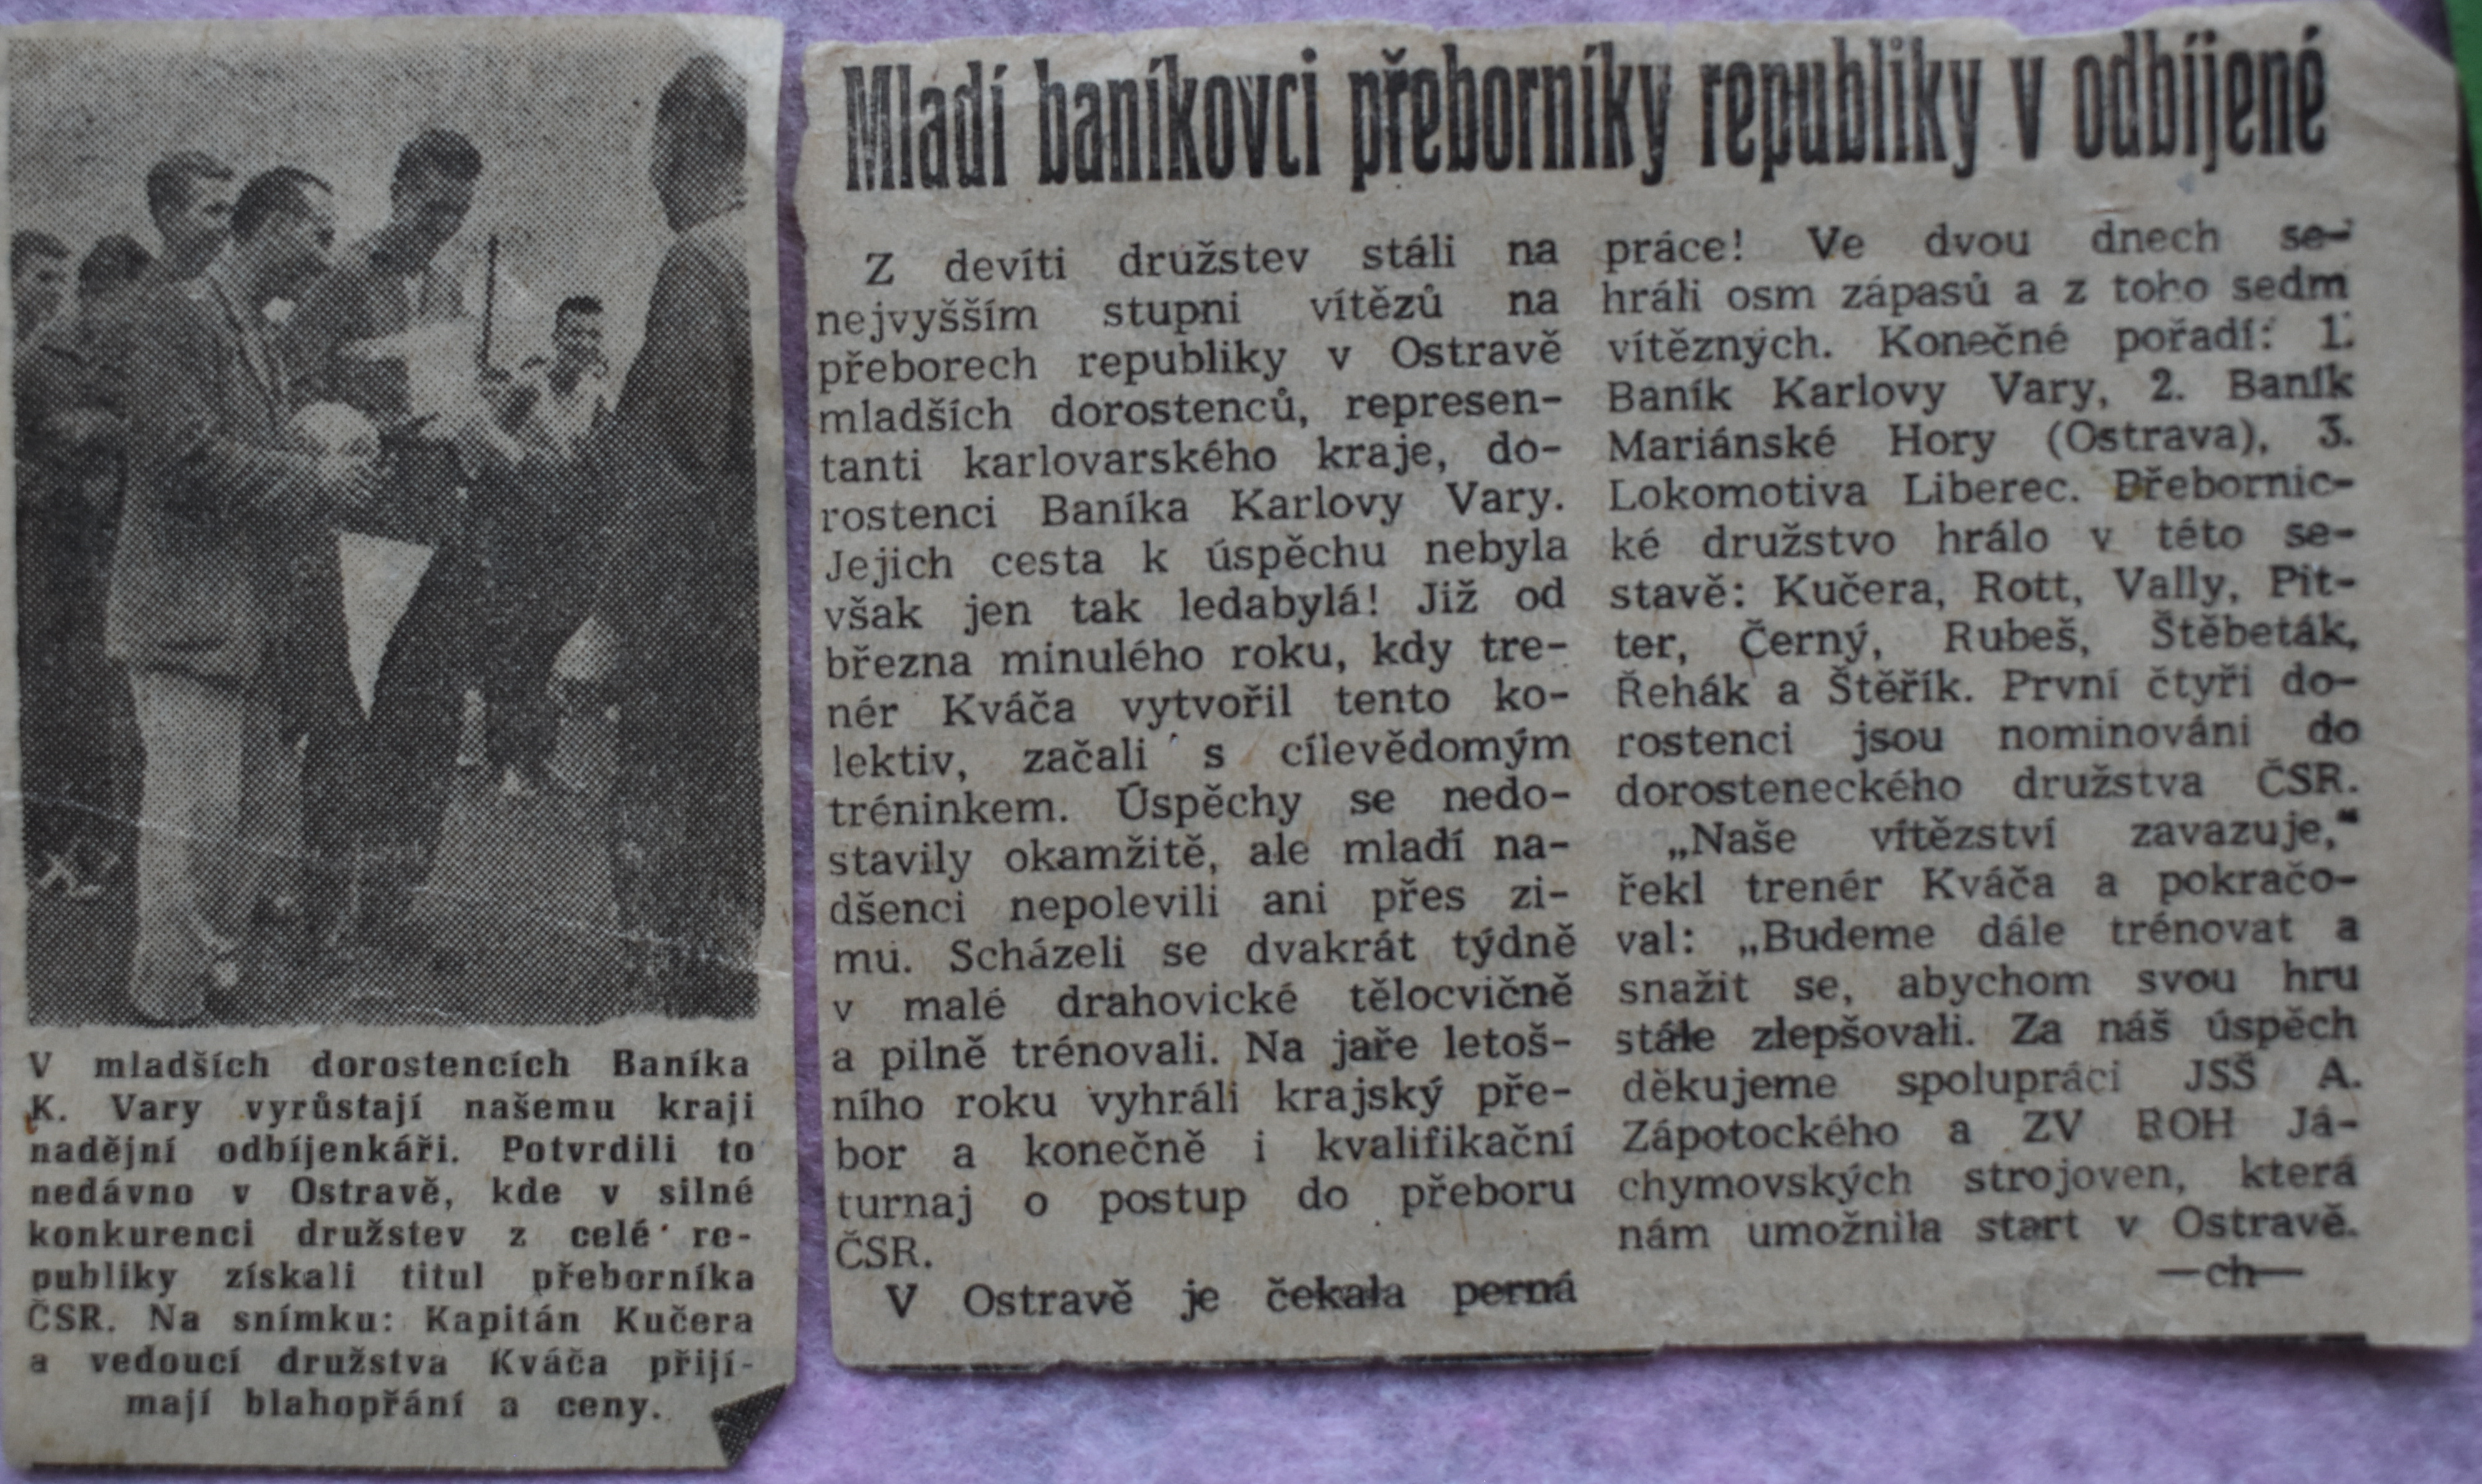 V mladších dorostencích Baníka
K. Vary vyrůstají našemu kraji
nadějní odbíjenkáři. Potvrdili to
nedávno v Ostravě, kde v silné
konkurenci družstev z celé re-
publiky získali titul přeborníka
ČSR. Na snímku: Kapitán Kučera
a vedoucí družstva Kváča přijí-
mají blahopřání a ceny.
Mladí baníkovci přeborníky republiky v odbíjené
Z devíti družstev stáli na
nejvyšším stupni vítězů na
přeborech republiky v Ostravě
mladších dorostenců, represen-
tanti karlovarského kraje, do-
rostenci Baníka Karlovy Vary.
Jejich cesta k úspěchu nebyla
však jen tak ledabylá! Již od
března minulého roku, kdy tre-
nér Kváča vytvořil tento ko-
lektiv, začali s cílevědomým
tréninkem. Úspěchy se nedo-
stavily okamžitě, ale mladí na-
dšenci nepolevili ani přes zi-
mu. Scházeli se dvakrát týdně
v malé drahovické tělocvičně
a pilně trénovali. Na jaře letoš-
ního roku vyhráli krajský pře-
bor a konečně i kvalifikační
turnaj o postup do přeboru
ČSR.
V Ostravě je čekala perná
práce! Ve dvou dnech se-
hráli osm zápasů a z toho sedm
vítězných. Konečné pořadí: 1.
Baník Karlovy Vary, 2. Baník
Mariánské Hory (Ostrava), 3.
Lokomotiva Liberec. Přebornic-
ké družstvo hrálo v této se-
stavě: Kučera, Rott, Vally, Pit-
ter, Černý, Rubeš, Štěbeták,
Řehák a Štěřík. První čtyři do-
rostenci jsou nominováni do
dorosteneckého družstva ČSR.
„Naše vítězství zavazuje,“
řekl trenér Kváča a pokračo-
val: „Budeme dále trénovat a
snažit se, abychom svou hru
stále zlepšovali. Za náš úspěch
děkujeme spolupráci JSŠ A.
Zápotockého a ZV ROH Já-
chymovských strojoven, která
nám umožnila start v Ostravě.
—ch—